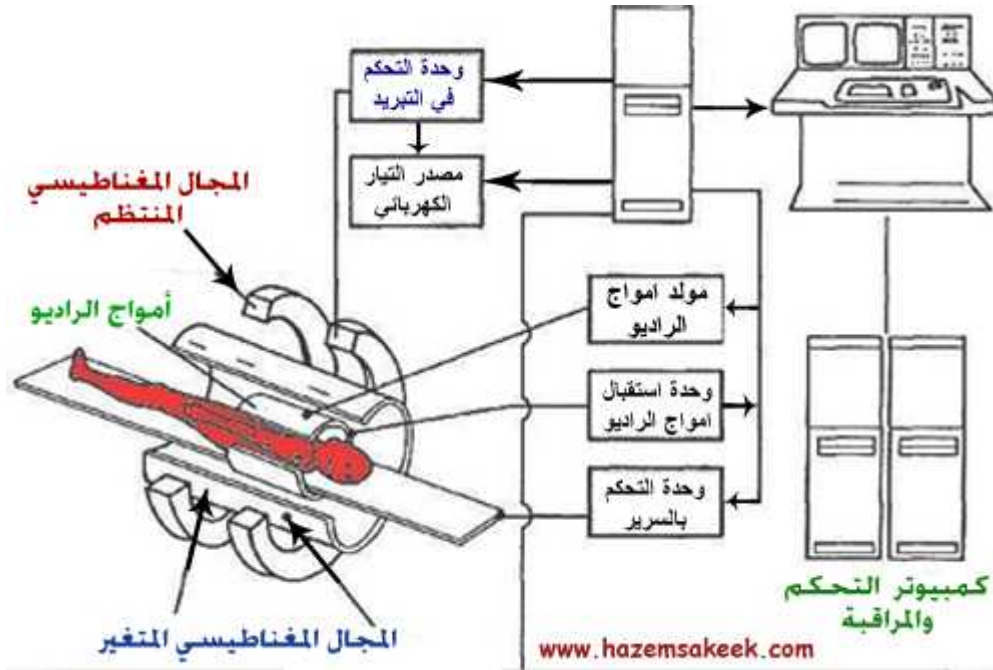 وحدة التحكم
في التبريد
مصدر التيار
الكهربائي
المجال المغناطيسي
المنتظم
أمواج الراديو
مولد امواج
الراديو
وحدة استقبال
امواج الراديو
وحدة التحكم
بالسرير
كمبيوتر التحكم
والمراقبة
المجال المغناطيسي المتغير
www.hazemsakeek.com